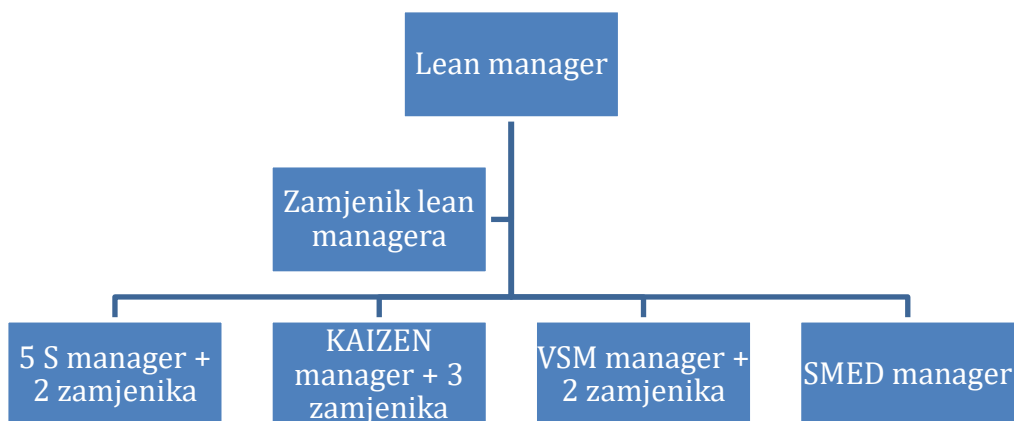 Lean manager
Zamjenik lean
managera
5 S manager +
2 zamjenika
KAIZEN
manager + 3
zamjenika
VSM manager +
2 zamjenika
SMED manager